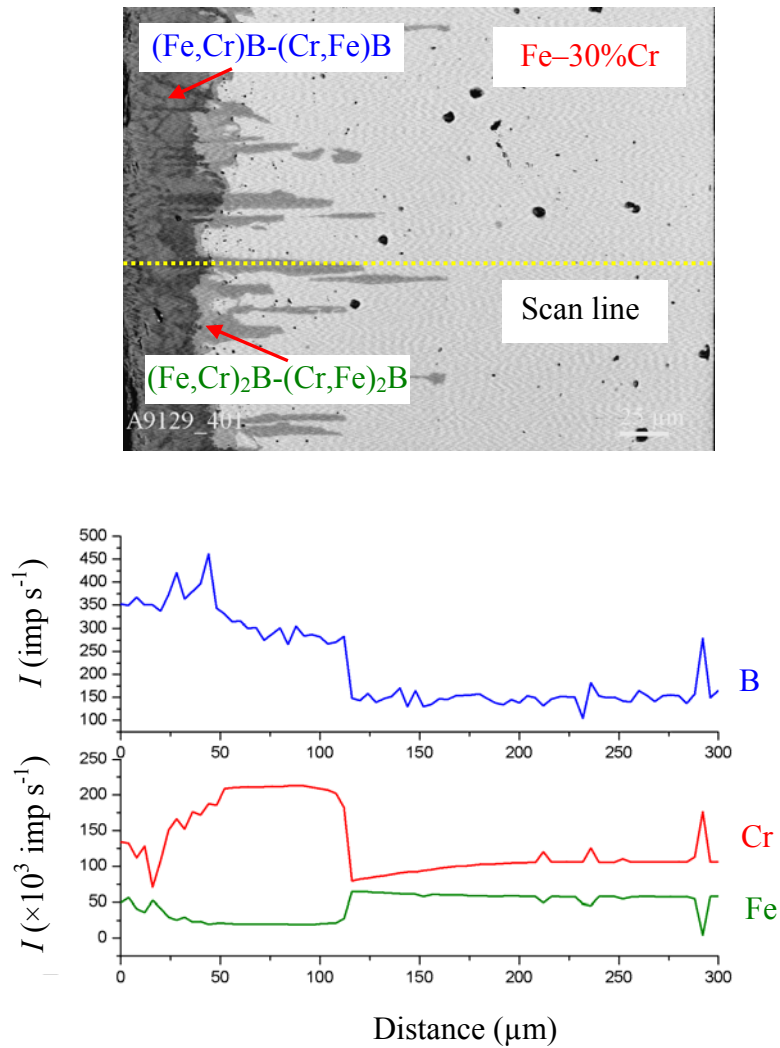 (Fe,Cr)B-(Cr,Fe)B
Fe–30%Cr
Scan line
(Fe,Cr)₂B-(Cr,Fe)₂B
A9129_401
25 µm
I (imp s⁻¹)
500
450
400
350
300
250
200
150
100
B
0
50
100
150
200
250
300
I (×10³ imp s⁻¹)
250
200
150
100
50
0
Cr
Fe
0
50
100
150
200
250
300
Distance (µm)